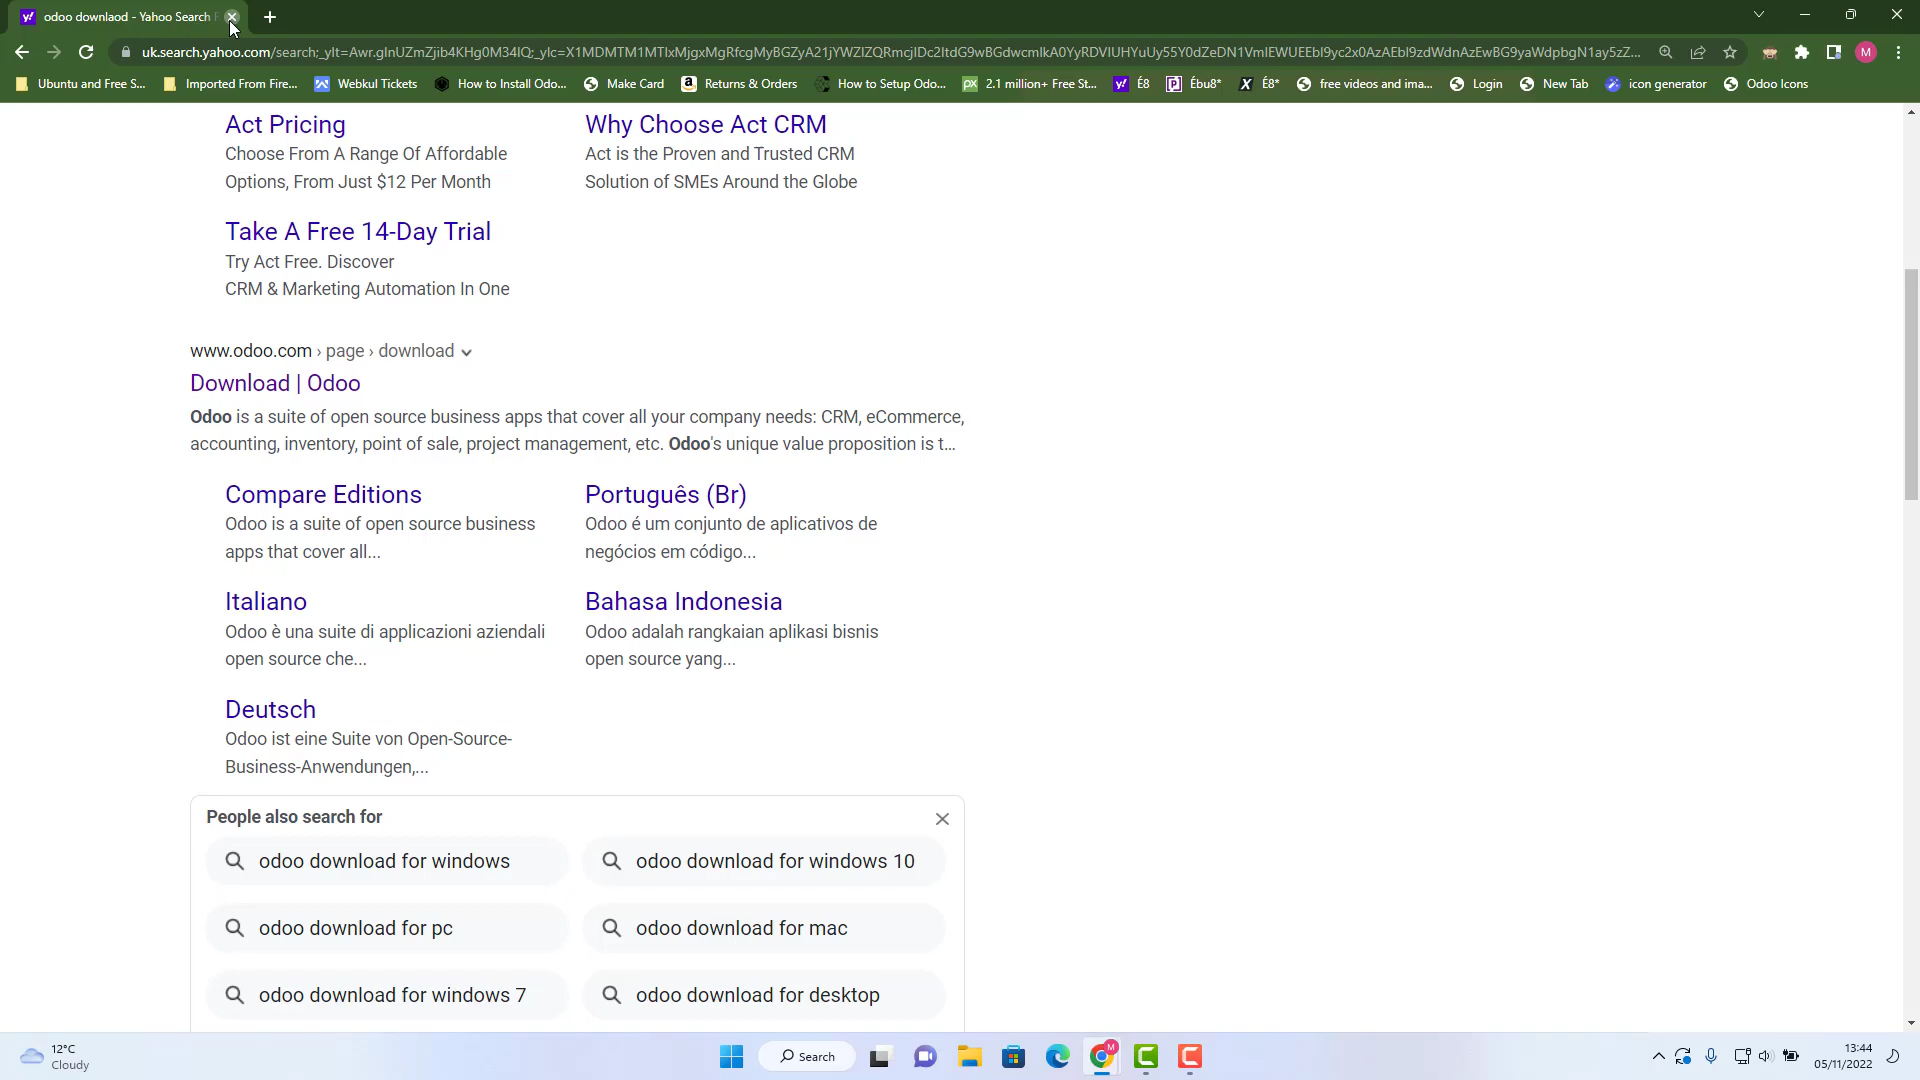 odoo downlaod - Yahoo Search
uk.search.yahoo.com
Ubuntu and Free S...
Imported From Fire...
Webkul Tickets
How to Install Odoo...
Make Card
Returns & Orders
How to Setup Odo...
2.1 million+ Free St...
É8
Ébu8*
É8*
free videos and ima...
Login
New Tab
icon generator
Odoo Icons
Act Pricing
Choose From A Range Of Affordable
Options, From Just $12 Per Month
Why Choose Act CRM
Act is the Proven and Trusted CRM
Solution of SMEs Around the Globe
Take A Free 14-Day Trial
Try Act Free. Discover
CRM & Marketing Automation In One
www.odoo.com › page › download
Download | Odoo
Odoo is a suite of open source business apps that cover all your company needs: CRM, eCommerce,
accounting, inventory, point of sale, project management, etc. Odoo's unique value proposition is t...
Compare Editions
Odoo is a suite of open source business
apps that cover all...
Português (Br)
Odoo é um conjunto de aplicativos de
negócios em código...
Italiano
Odoo è una suite di applicazioni aziendali
open source che...
Bahasa Indonesia
Odoo adalah rangkaian aplikasi bisnis
open source yang...
Deutsch
Odoo ist eine Suite von Open-Source-
Business-Anwendungen,...
People also search for
odoo download for windows
odoo download for windows 10
odoo download for pc
odoo download for mac
odoo download for windows 7
odoo download for desktop
12°C
Cloudy
Search
13:44
05/11/2022